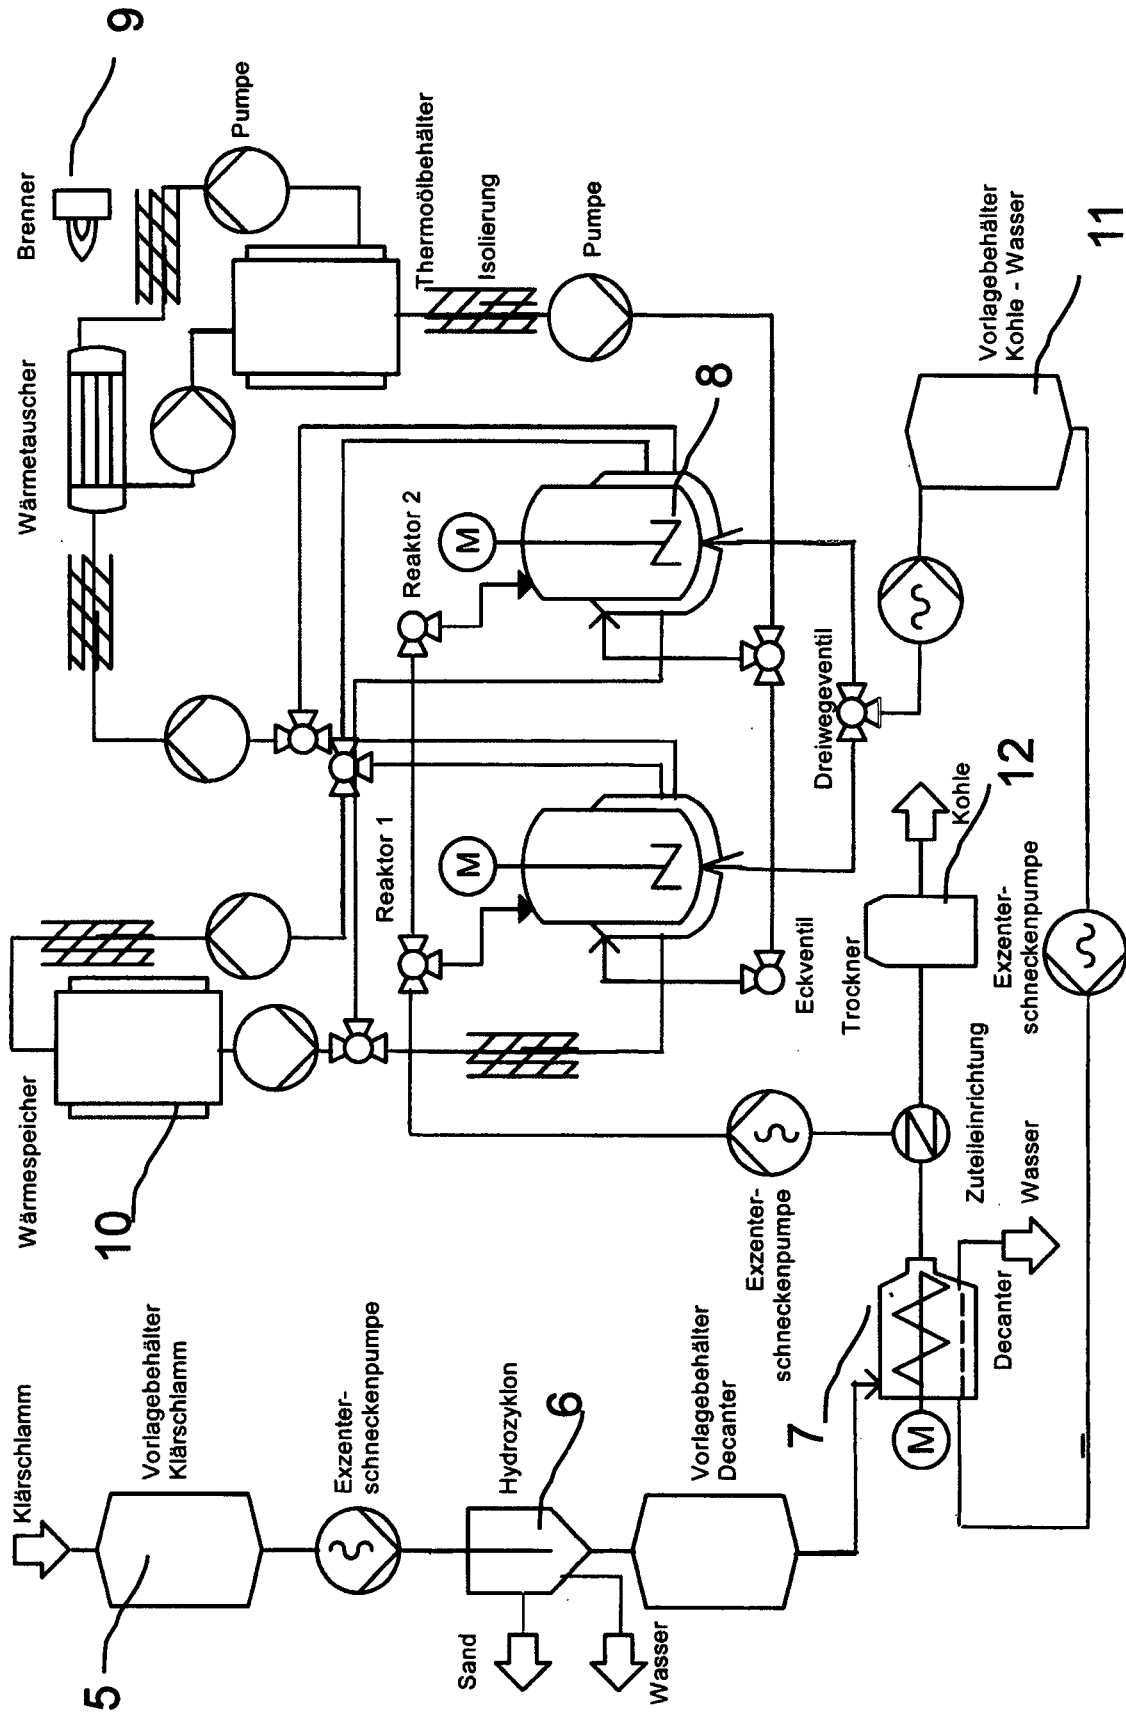 Klärschlamm
Vorlagebehälter
Klärschlamm
5
Exzenter-
schneckenpumpe
Hydrozyklon
6
Sand
Wasser
Vorlagebehälter
Decanter
Wärmespeicher
10
Wärmetauscher
Brenner
9
Pumpe
Thermoölbehälter
Isolierung
Pumpe
Reaktor 1
M
Reaktor 2
M
8
Eckventil
Dreiwegeventil
Exzenter-
schneckenpumpe
7
M
Decanter
Wasser
Zuteileinrichtung
Trockner
Kohle
12
Exzenter-
schneckenpumpe
Vorlagebehälter
Kohle - Wasser
11